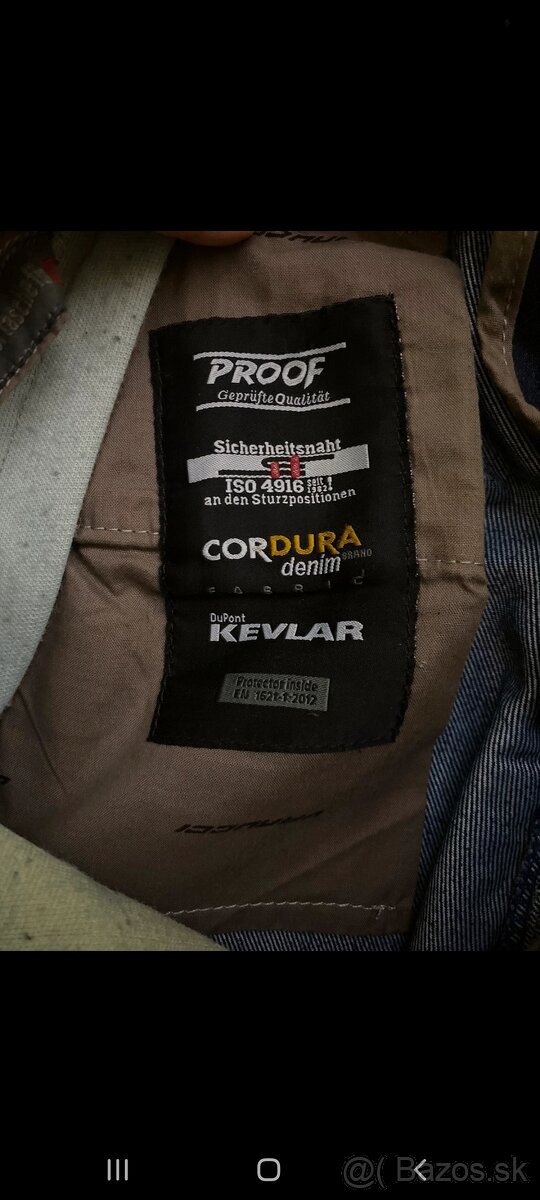 PROOF
Geprüfte Qualität
Sicherheitsnaht
ISO 4916 seit 1982!
an den Sturzpositionen
CORDURA
BRAND
denim
FABRIC
DuPont
KEVLAR
Protector inside
EN 1621-1:2012
@( Bazos.sk